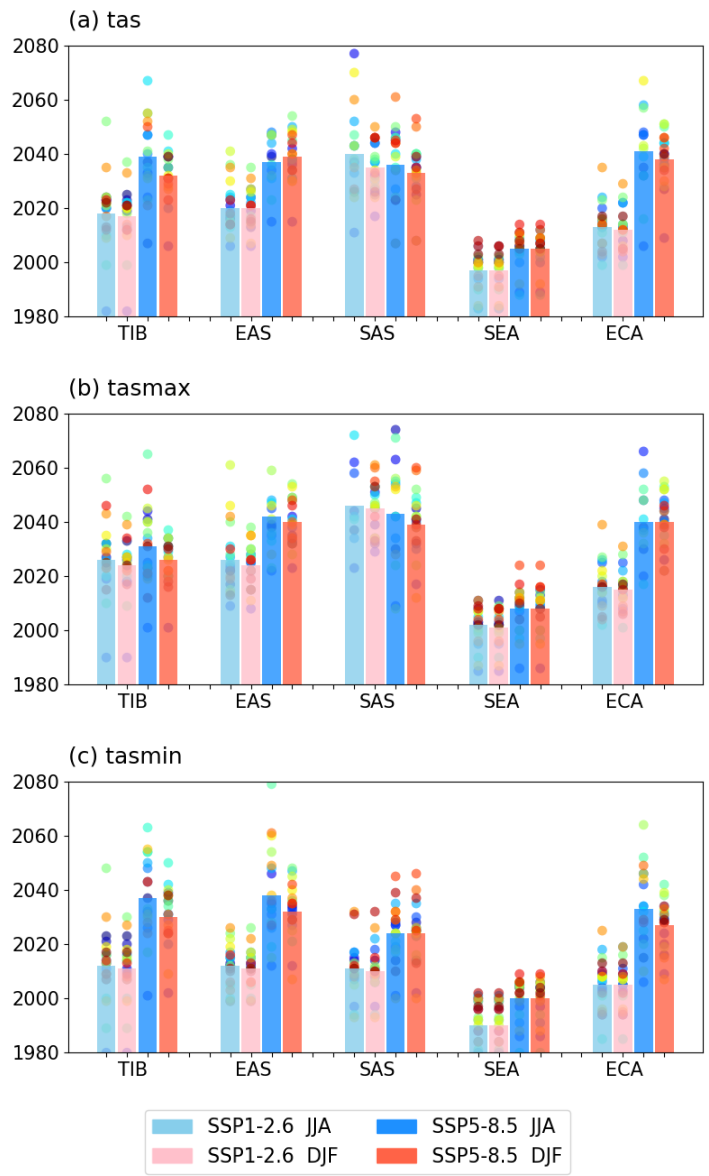 (a) tas
2080
2060
2040
2020
2000
1980
TIB EAS SAS SEA ECA
(b) tasmax
2080
2060
2040
2020
2000
1980
TIB EAS SAS SEA ECA
(c) tasmin
2080
2060
2040
2020
2000
1980
TIB EAS SAS SEA ECA
SSP1-2.6 JJA SSP5-8.5 JJA
SSP1-2.6 DJF SSP5-8.5 DJF